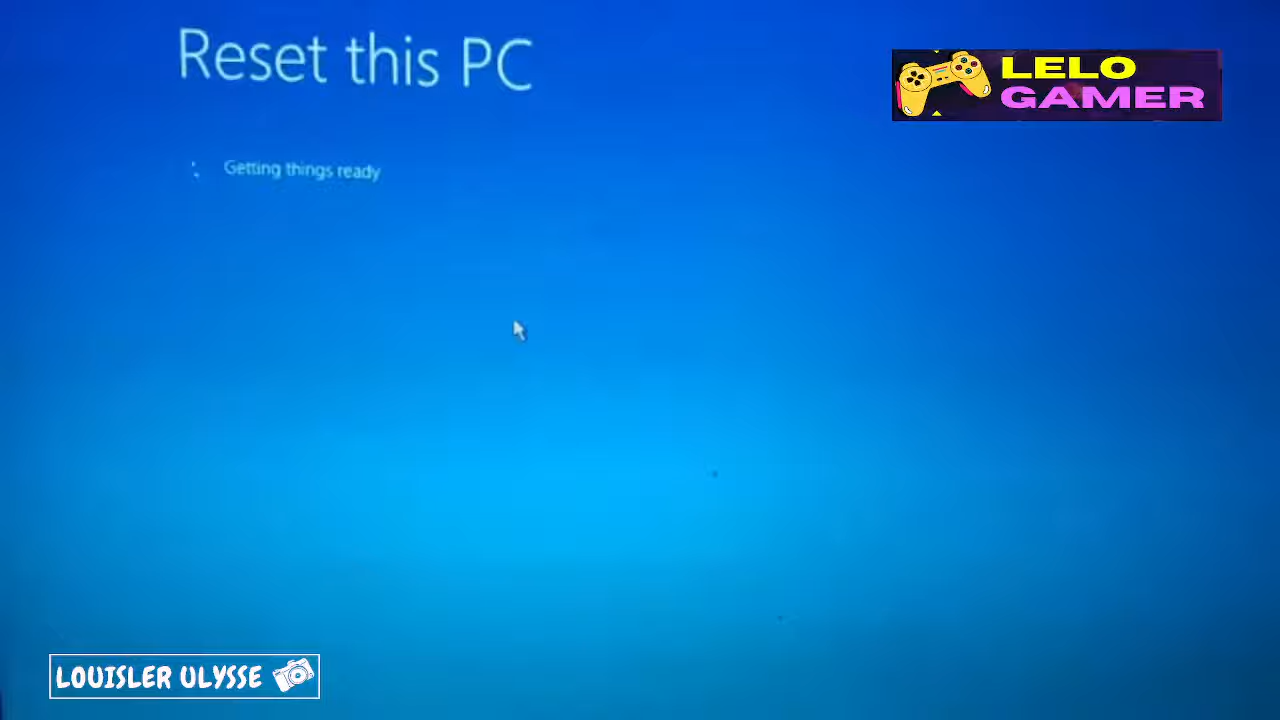 Reset this PC
LELO
GAMER
Getting things ready
LOUISLER ULYSSE